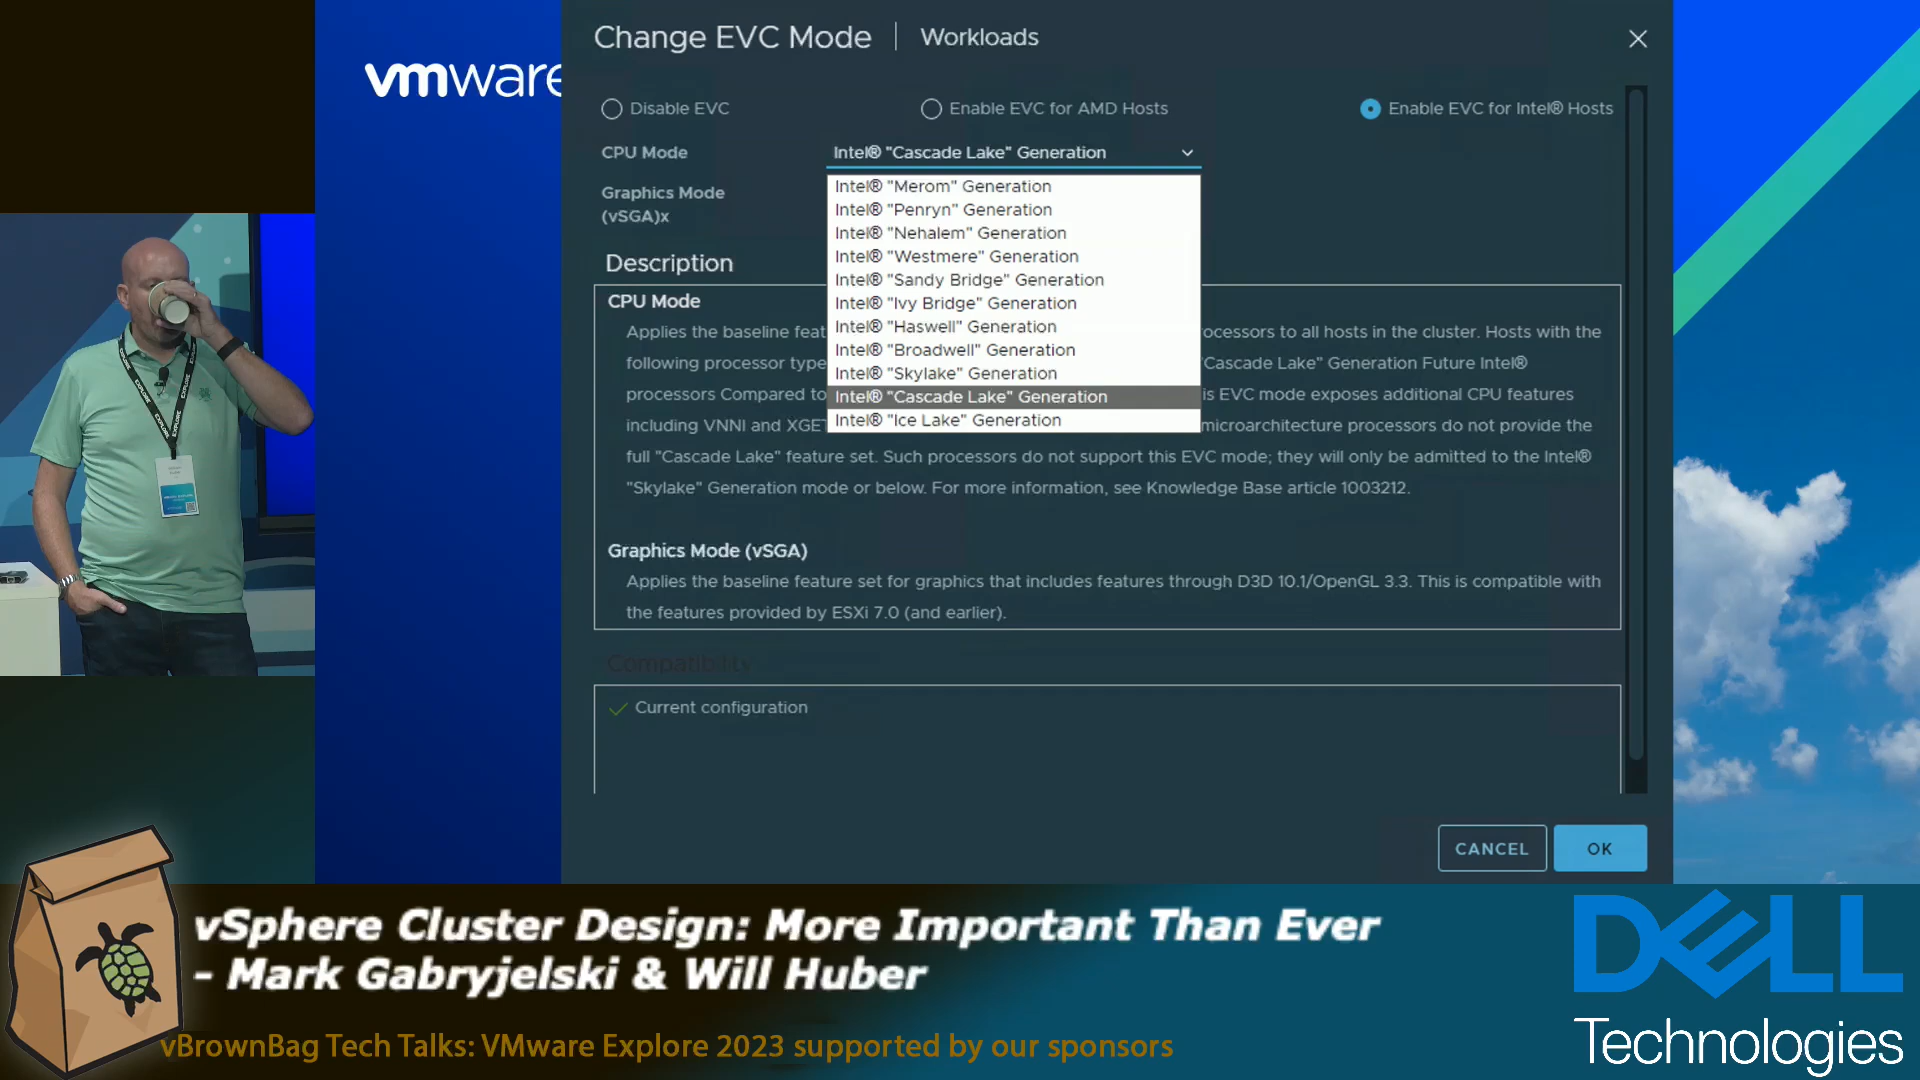 vmware
Change EVC Mode | Workloads
Disable EVC
Enable EVC for AMD Hosts
Enable EVC for Intel® Hosts
CPU Mode
Intel® "Cascade Lake" Generation
Graphics Mode
(vSGA)x
Intel® "Merom" Generation
Intel® "Penryn" Generation
Intel® "Nehalem" Generation
Intel® "Westmere" Generation
Intel® "Sandy Bridge" Generation
Intel® "Ivy Bridge" Generation
Intel® "Haswell" Generation
Intel® "Broadwell" Generation
Intel® "Skylake" Generation
Intel® "Cascade Lake" Generation
Intel® "Ice Lake" Generation
Description
CPU Mode
Applies the baseline feat ocessors to all hosts in the cluster. Hosts with the
following processor type "Cascade Lake" Generation Future Intel®
processors Compared to is EVC mode exposes additional CPU features
including VNNI and XGET microarchitecture processors do not provide the
full "Cascade Lake" feature set. Such processors do not support this EVC mode; they will only be admitted to the Intel®
"Skylake" Generation mode or below. For more information, see Knowledge Base article 1003212.
Graphics Mode (vSGA)
Applies the baseline feature set for graphics that includes features through D3D 10.1/OpenGL 3.3. This is compatible with
the features provided by ESXi 7.0 (and earlier).
Compatibility
Current configuration
CANCEL
OK
EXPLORE
EXPLORE
vSphere Cluster Design: More Important Than Ever
- Mark Gabryjelski & Will Huber
vBrownBag Tech Talks: VMware Explore 2023 supported by our sponsors
DELL
Technologies